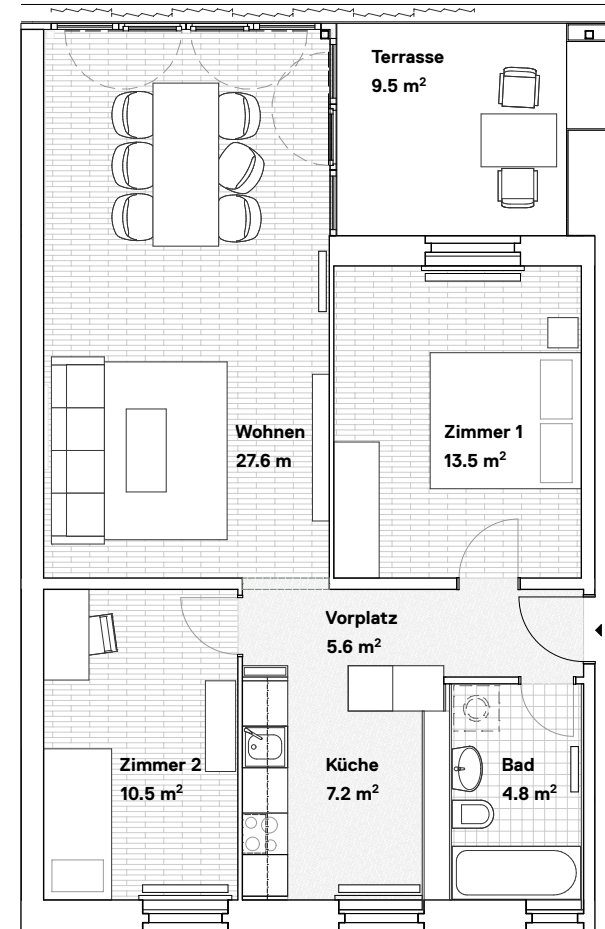 Terrasse
9.5 m²
Wohnen
27.6 m
Zimmer 1
13.5 m²
Vorplatz
5.6 m²
Zimmer 2
10.5 m²
Küche
7.2 m²
Bad
4.8 m²